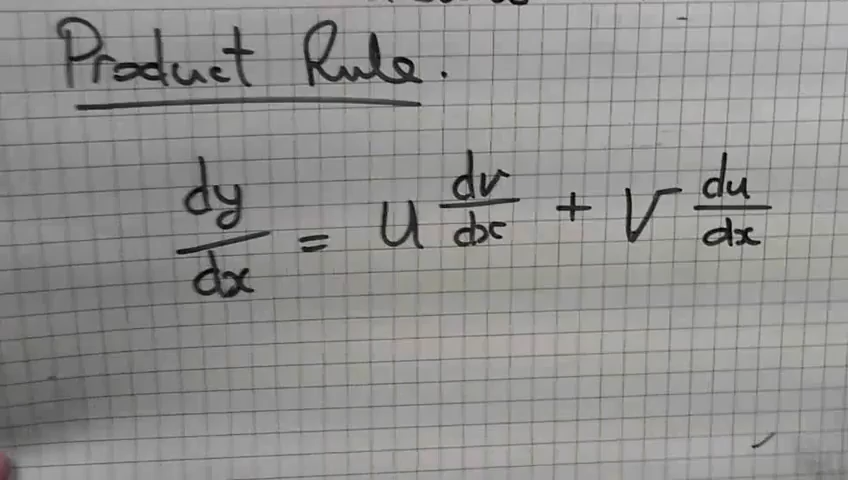 Product Rule.
dy/dx = u dv/dx + v du/dx